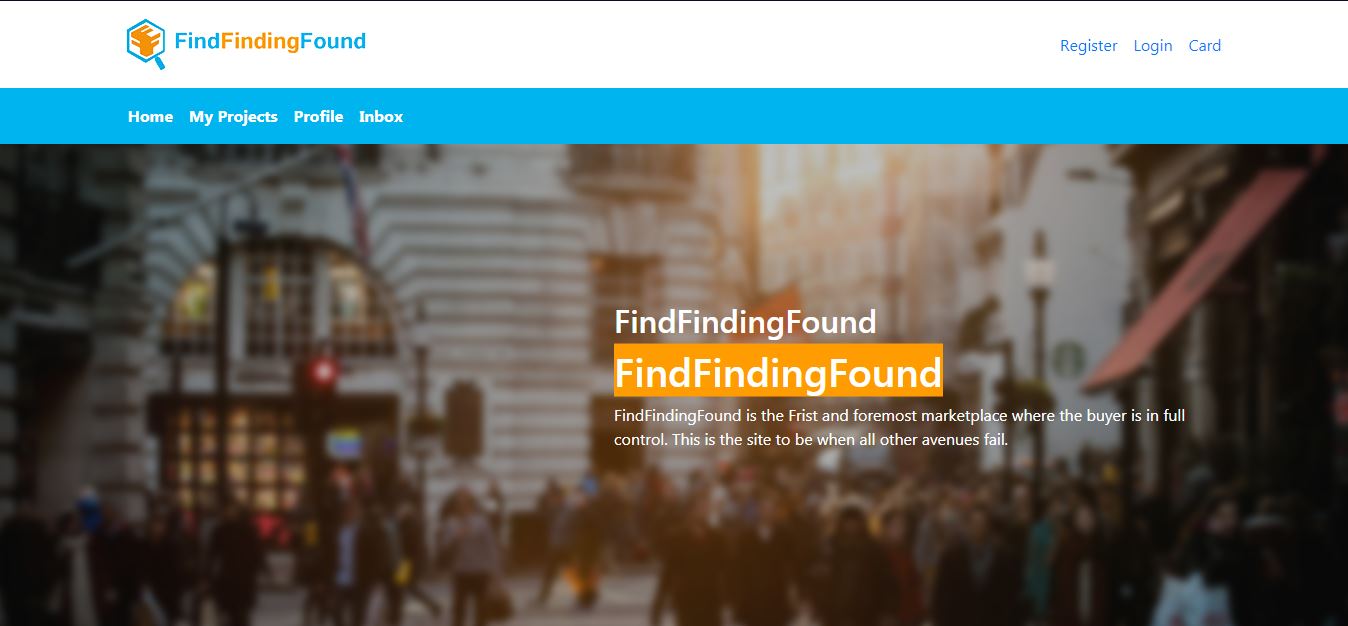 FindFindingFound
Register Login Card
Home My Projects Profile Inbox
FindFindingFound
FindFindingFound
FindFindingFound is the Frist and foremost marketplace where the buyer is in full
control. This is the site to be when all other avenues fail.